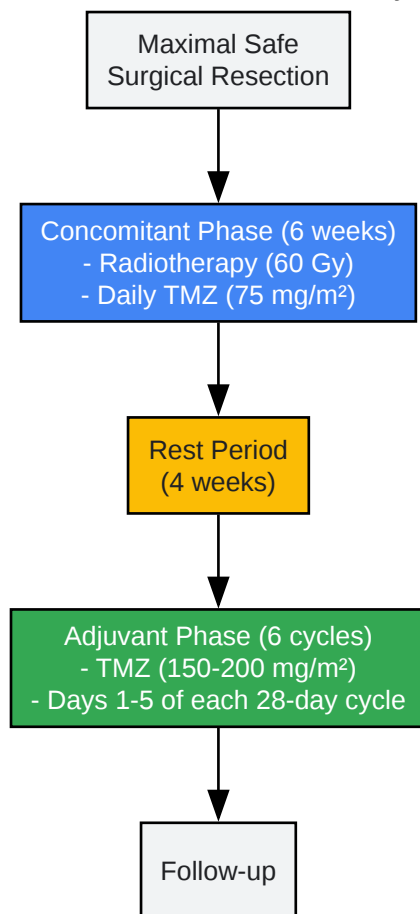 Maximal Safe
Surgical Resection
Concomitant Phase (6 weeks)
- Radiotherapy (60 Gy)
- Daily TMZ (75 mg/m²)
Rest Period
(4 weeks)
Adjuvant Phase (6 cycles)
- TMZ (150-200 mg/m²)
- Days 1-5 of each 28-day cycle
Follow-up